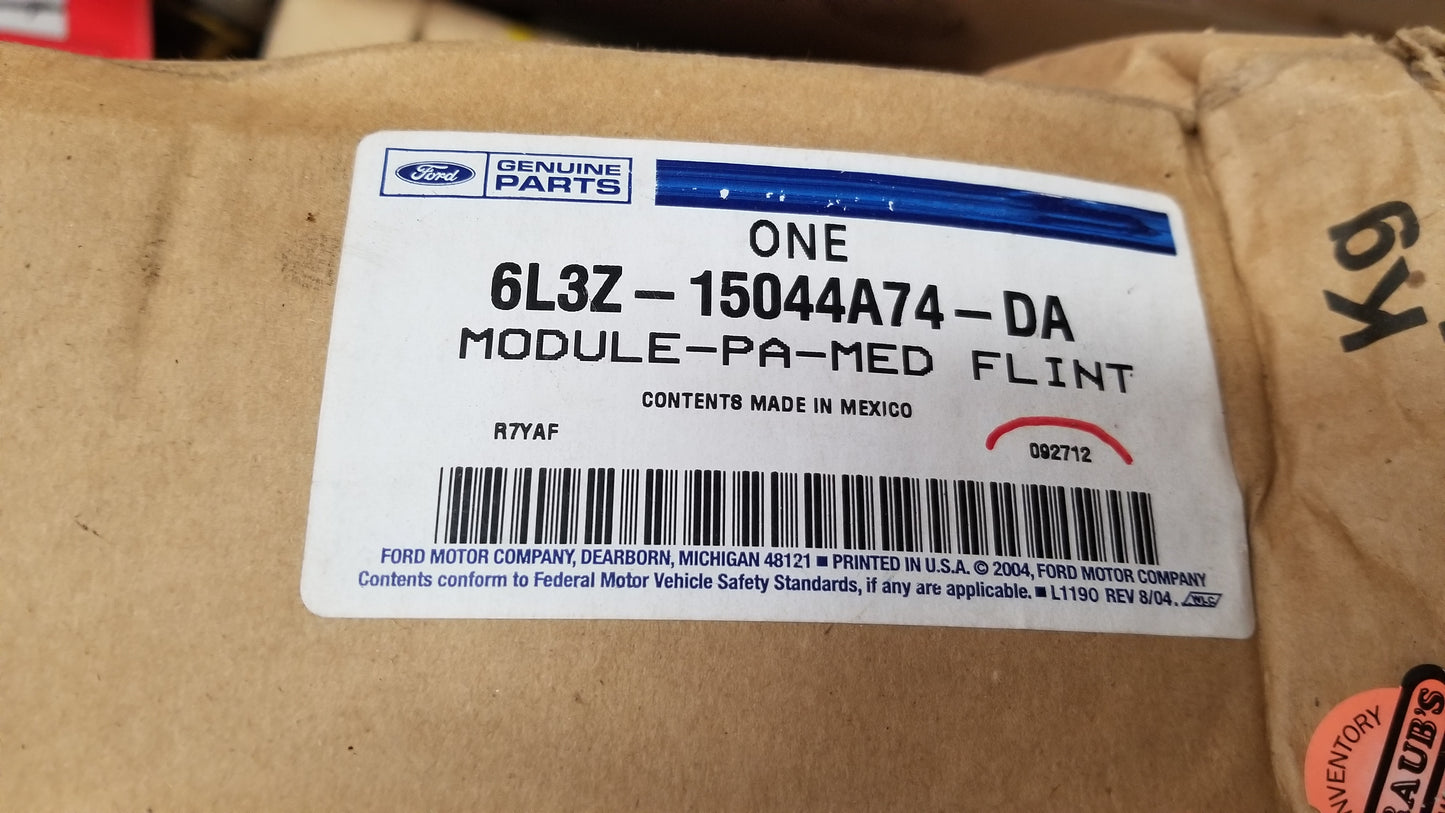 Ford GENUINE PARTS
ONE
6L3Z-15044A74-DA
MODULE-PA-MED FLINT
CONTENTS MADE IN MEXICO
R7YAF 092712
FORD MOTOR COMPANY, DEARBORN, MICHIGAN 48121 ■ PRINTED IN U.S.A. © 2004, FORD MOTOR COMPANY
Contents conform to Federal Motor Vehicle Safety Standards, if any are applicable. ■ L1190 REV 8/04. WLC
Kg